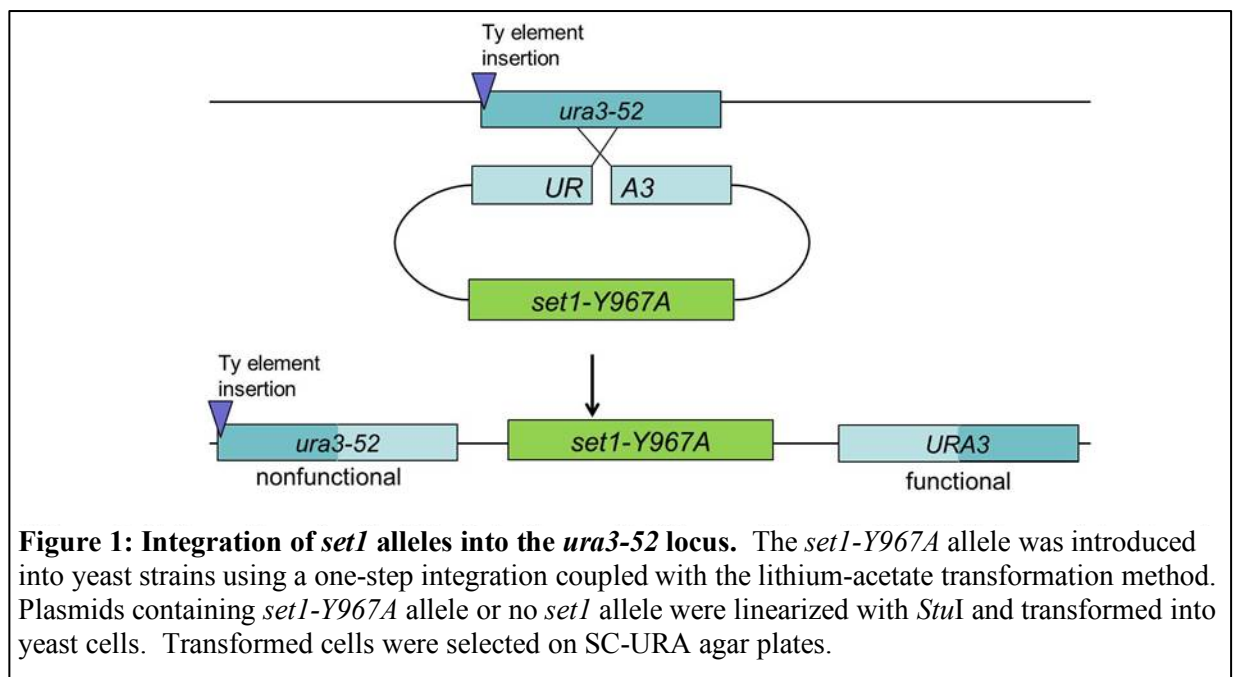 Ty element
insertion
ura3-52
UR A3
set1-Y967A
Ty element
insertion
ura3-52 set1-Y967A URA3
nonfunctional functional
Figure 1: Integration of set1 alleles into the ura3-52 locus. The set1-Y967A allele was introduced
into yeast strains using a one-step integration coupled with the lithium-acetate transformation method.
Plasmids containing set1-Y967A allele or no set1 allele were linearized with StuI and transformed into
yeast cells. Transformed cells were selected on SC-URA agar plates.